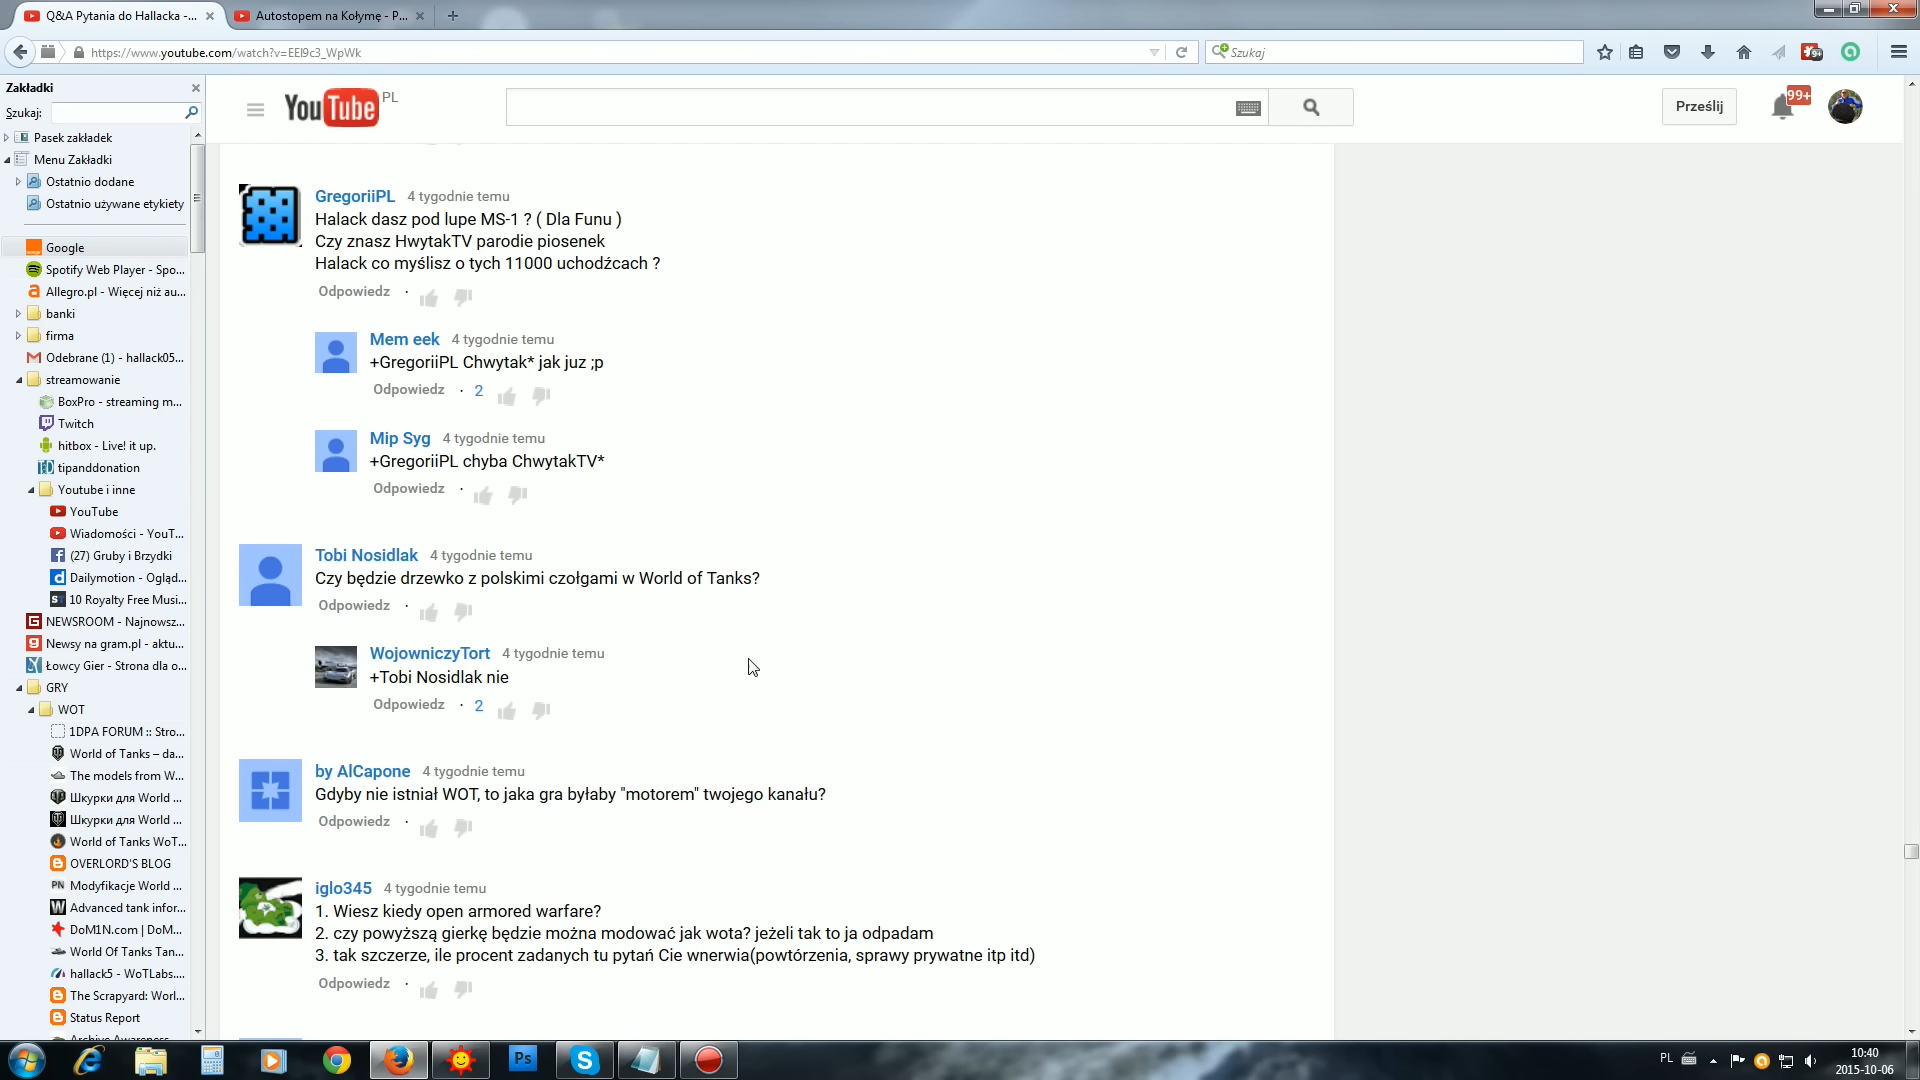 Q&A Pytania do Hallacka -...
Autostopem na Kołymę - P...
https://www.youtube.com/watch?v=EEl9c3_WpWk
Szukaj
Zakładki
Szukaj:
Pasek zakładek
Menu Zakładki
Ostatnio dodane
Ostatnio używane etykiety
Google
Spotify Web Player - Spo...
Allegro.pl - Więcej niż au...
banki
firma
Odebrane (1) - hallack05...
streamowanie
BoxPro - streaming m...
Twitch
hitbox - Live! it up.
tipanddonation
Youtube i inne
YouTube
Wiadomości - YouT...
(27) Gruby i Brzydki
Dailymotion - Ogląd...
10 Royalty Free Musi...
NEWSROOM - Najnowsz...
Newsy na gram.pl - aktu...
Łowcy Gier - Strona dla o...
GRY
WOT
1DPA FORUM :: Stro...
World of Tanks – da...
The models from W...
Шкурки для World ...
Шкурки для World ...
World of Tanks WoT...
OVERLORD'S BLOG
Modyfikacje World ...
Advanced tank infor...
DoM1N.com | DoM...
World Of Tanks Tan...
hallack5 - WoTLabs....
The Scrapyard: Worl...
Status Report
YouTube PL
Prześlij
99+
GregoriiPL 4 tygodnie temu
Halack dasz pod lupe MS-1 ? ( Dla Funu )
Czy znasz HwytakTV parodie piosenek
Halack co myślisz o tych 11000 uchodźcach ?
Odpowiedz ·
Mem eek 4 tygodnie temu
+GregoriiPL Chwytak* jak juz ;p
Odpowiedz · 2
Mip Syg 4 tygodnie temu
+GregoriiPL chyba ChwytakTV*
Odpowiedz ·
Tobi Nosidlak 4 tygodnie temu
Czy będzie drzewko z polskimi czołgami w World of Tanks?
Odpowiedz ·
WojowniczyTort 4 tygodnie temu
+Tobi Nosidlak nie
Odpowiedz · 2
by AlCapone 4 tygodnie temu
Gdyby nie istniał WOT, to jaka gra byłaby "motorem" twojego kanału?
Odpowiedz ·
iglo345 4 tygodnie temu
1. Wiesz kiedy open armored warfare?
2. czy powyższą gierkę będzie można modować jak wota? jeżeli tak to ja odpadam
3. tak szczerze, ile procent zadanych tu pytań Cie wnerwia(powtórzenia, sprawy prywatne itp itd)
Odpowiedz ·
Ps
PL
10:40
2015-10-06